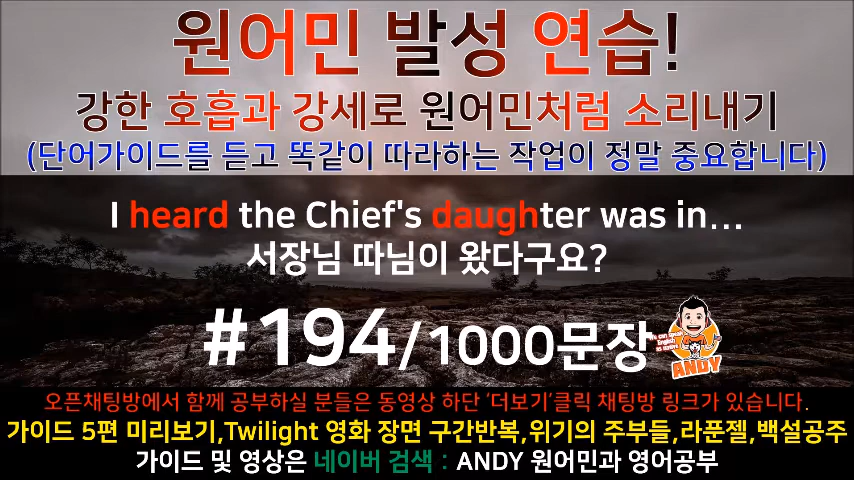 원어민 발성 연습!
강한 호흡과 강세로 원어민처럼 소리내기
(단어가이드를 듣고 똑같이 따라하는 작업이 정말 중요합니다)
I heard the Chief's daughter was in...
서장님 따님이 왔다구요?
#194/1000문장
ANDY
오픈채팅방에서 함께 공부하실 분들은 동영상 하단 '더보기'클릭 채팅방 링크가 있습니다.
가이드 5편 미리보기,Twilight 영화 장면 구간반복,위기의 주부들,라푼젤,백설공주
가이드 및 영상은 네이버 검색 : ANDY 원어민과 영어공부